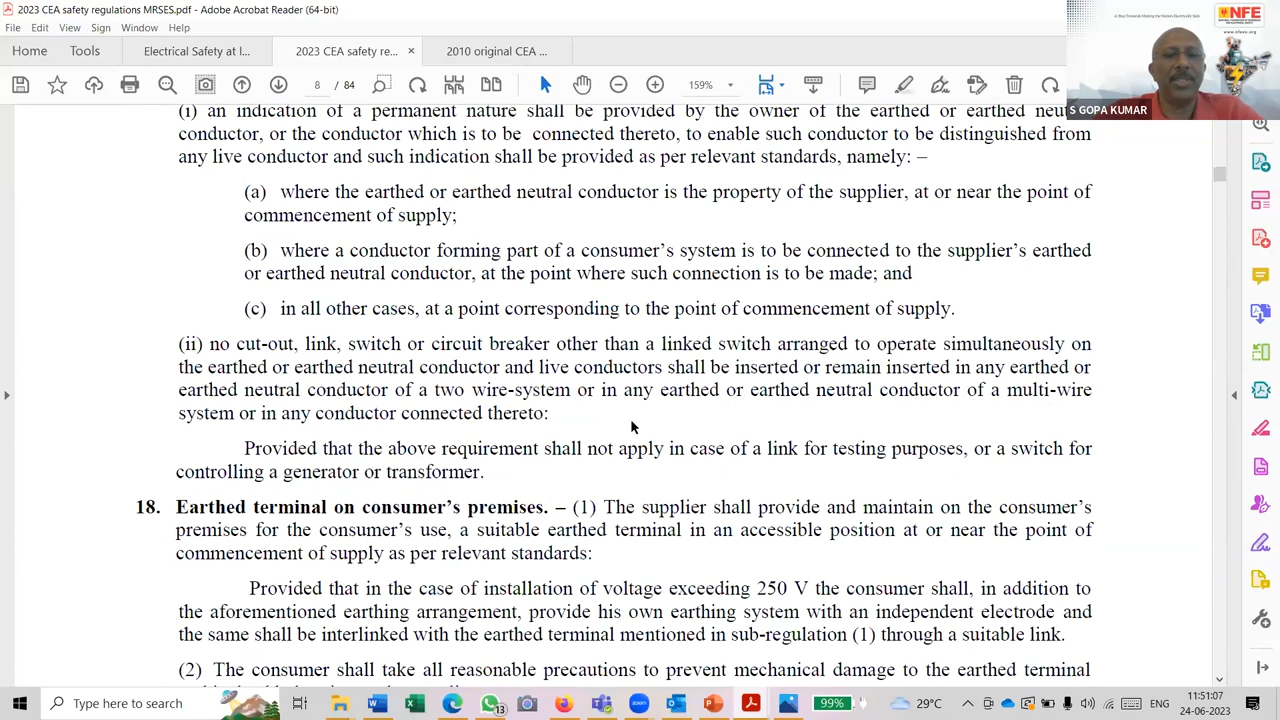 2023 CEA safety regulations MRSES.pdf - Adobe Acrobat Reader (64-bit)
File Edit View
Home Tools
Electrical safety at I...
2023 CEA safety re...
2010 original
8 / 84
159%
A Step Towards Making the Nation Electrically Safe
NFE
www.nfees.org
S GOPA KUMAR
(i) an indication of a permanent
by the owner of the earthed or earthed neu
conductor, or the conductor which is to be connected thereto, to enable such conductor to be distinguished from
any live conductor and such indication shall be provided as per relevant standards, namely: –
(a) where the earthed or earthed neutral conductor is the property of the supplier, at or near the point of
commencement of supply;
(b) where a conductor forming part of a consumer's system is to be connected to the supplier's earthed
or earthed neutral conductor, at the point where such connection is to be made; and
(c) in all other cases, at a point corresponding to the point of commencement of supply.
(ii) no cut-out, link, switch or circuit breaker other than a linked switch arranged to operate simultaneously on
the earthed or earthed neutral conductor and live conductors shall be inserted or remain inserted in any earthed or
earthed neutral conductor of a two wire-system or in any earthed or earthed neutral conductor of a multi-wire
system or in any conductor connected thereto:
Provided that the above requirement shall not apply in case of a link for testing purposes, or a switch for
controlling a generator or transformer.
18. Earthed terminal on consumer's premises. (1) The supplier shall provide and maintain on the consumer's
premises for the consumer's use, a suitable earthed terminal in an accessible position at or near the point of
commencement of supply as per relevant standards:
Provided that in the case of installation of voltage exceeding 250 V the consumer shall, in addition to
the aforementioned earthing arrangement, provide his own earthing system with an independent electrode and
the same shall be interlinked with the earthed terminal mentioned in sub-regulation (1) through a suitable link.
(2) The consumer shall take all reasonable precaution to prevent mechanical damage to the earthed terminal
Type here to search
zoom
99%
29°C
ENG
11:51:07
24-06-2023